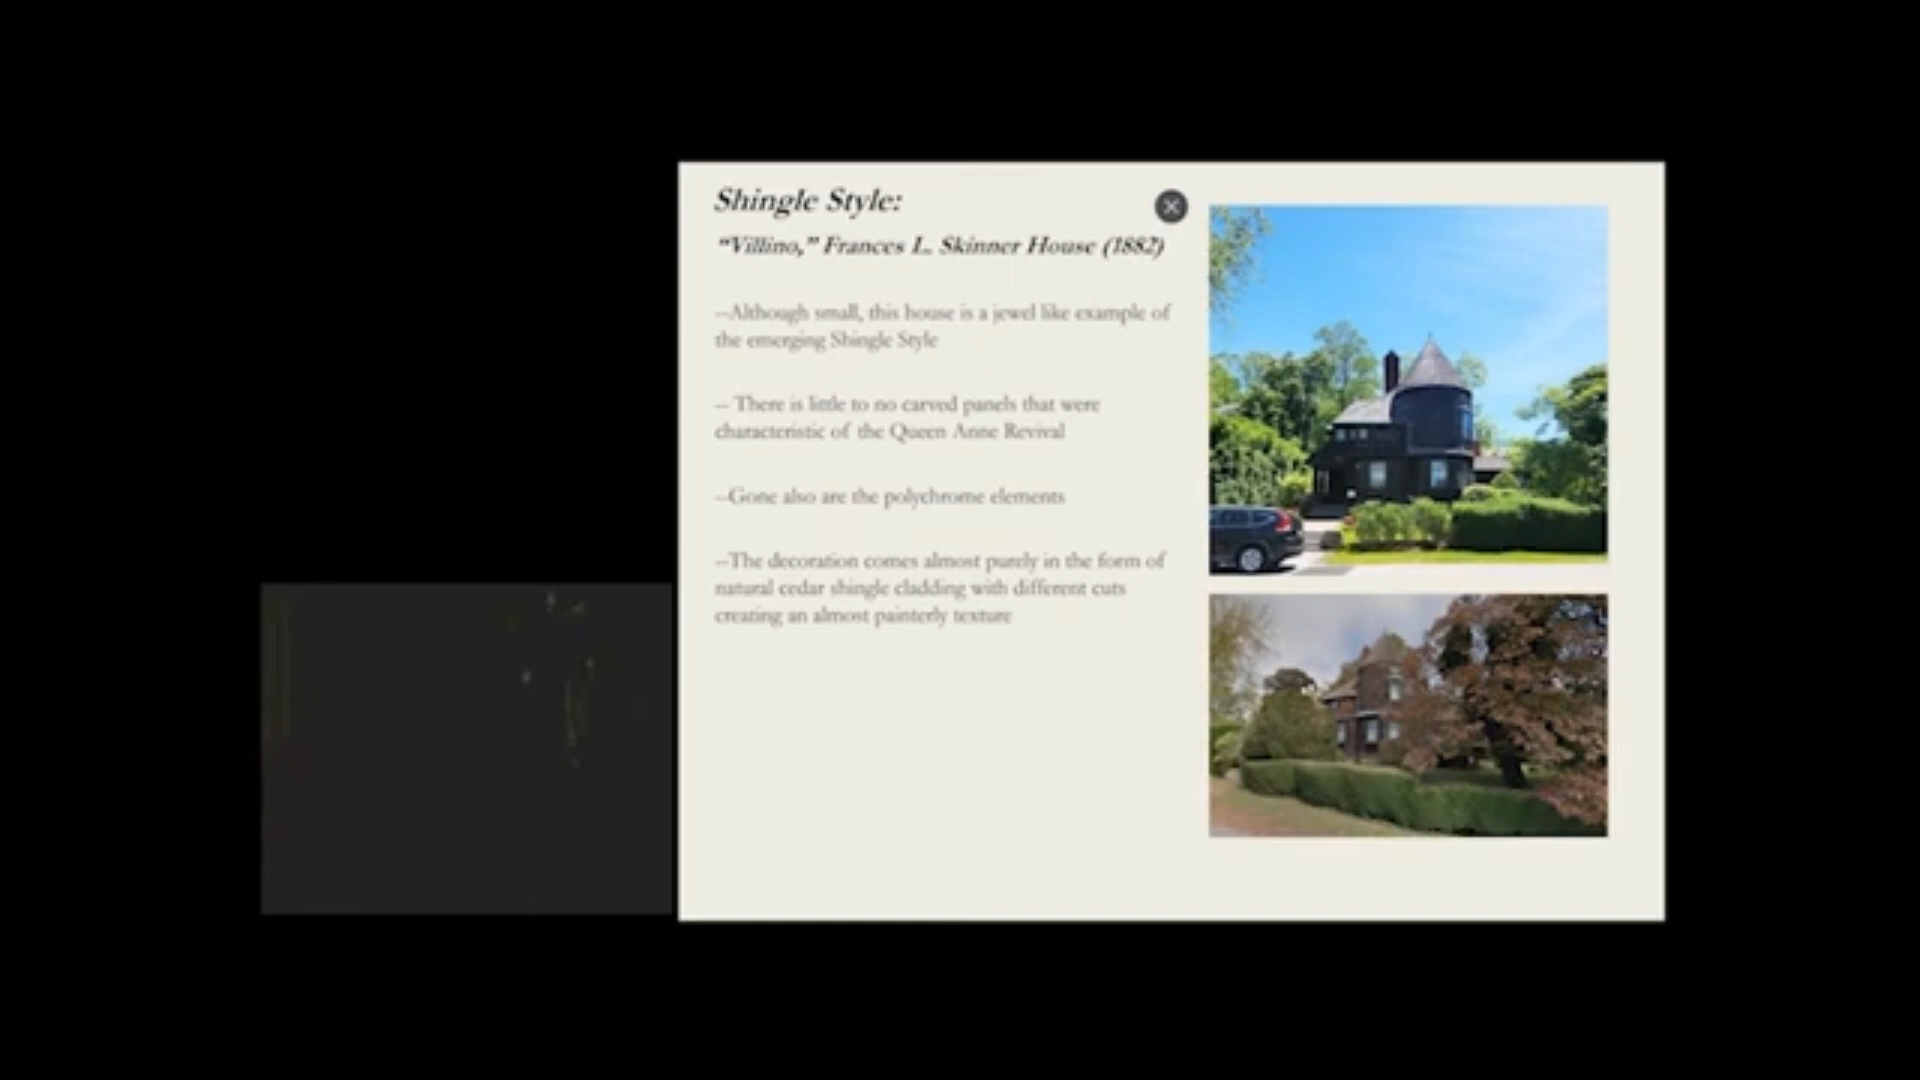 Shingle Style:
“Villino,” Frances L. Skinner House (1882)
--Although small, this house is a jewel like example of
the emerging Shingle Style
-- There is little to no carved panels that were
characteristic of the Queen Anne Revival
--Gone also are the polychrome elements
--The decoration comes almost purely in the form of
natural cedar shingle cladding with different cuts
creating an almost painterly texture